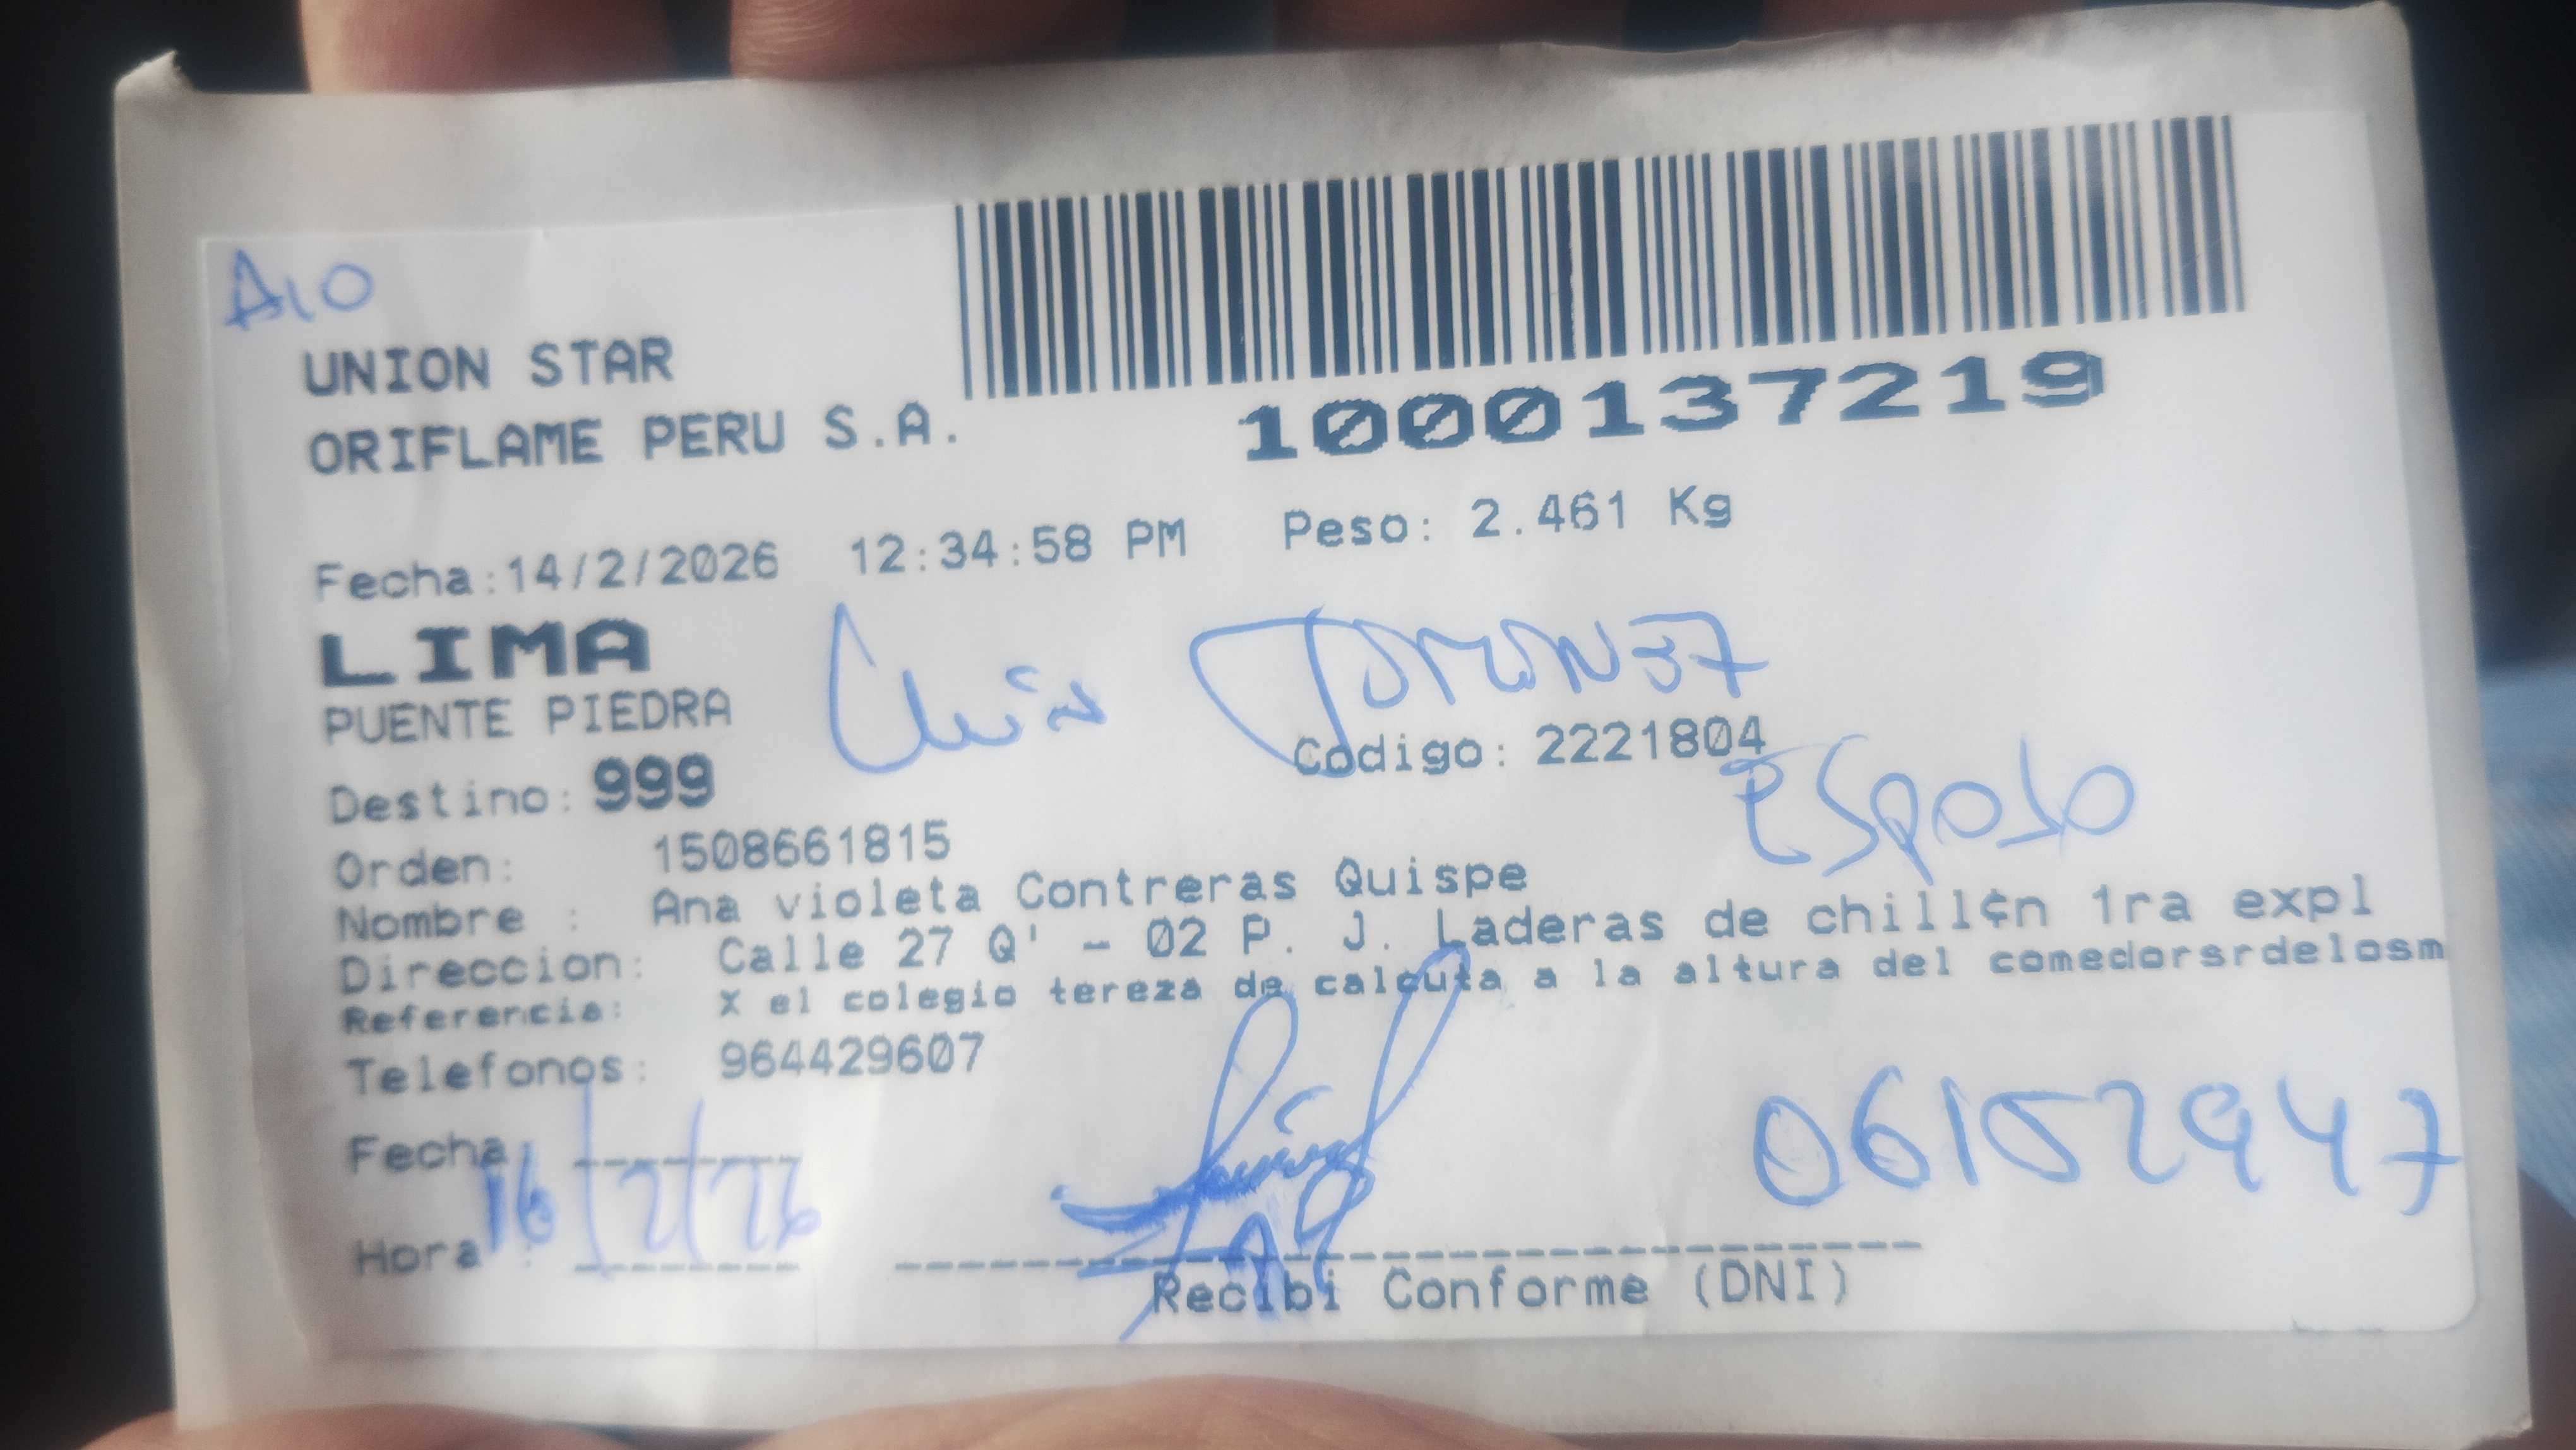 A10
UNION STAR
ORIFLAME PERU S.A.
1000137219
Fecha:14/2/2026 12:34:58 PM Peso: 2.461 Kg
LIMA
PUENTE PIEDRA
Luis
Destino: 999
Codigo: 2221804
Esposo
Orden: 1508661815
Nombre : Ana violeta Contreras Quispe
Direccion: Calle 27 Q' - 02 P. J. Laderas de chill¢n 1ra expl
Referencia: X el colegio tereza de calcuta a la altura del comedorsrdelosm
Telefonos: 964429607
Fecha 16/2/26
06152947
Hora :
Recibi Conforme (DNI)